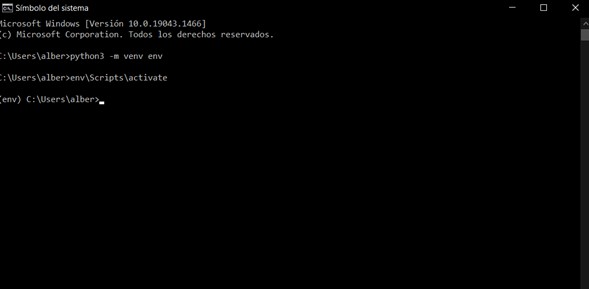 Símbolo del sistema
Microsoft Windows [Versión 10.0.19043.1466]
(c) Microsoft Corporation. Todos los derechos reservados.
C:\Users\alber>python3 -m venv env
C:\Users\alber>env\Scripts\activate
(env) C:\Users\alber>